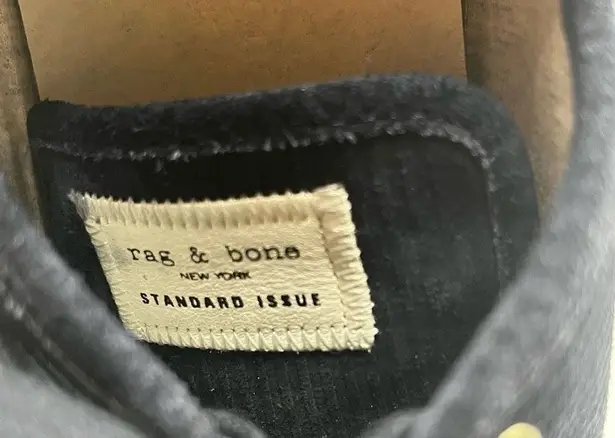 rag & bone
NEW YORK
STANDARD ISSUE